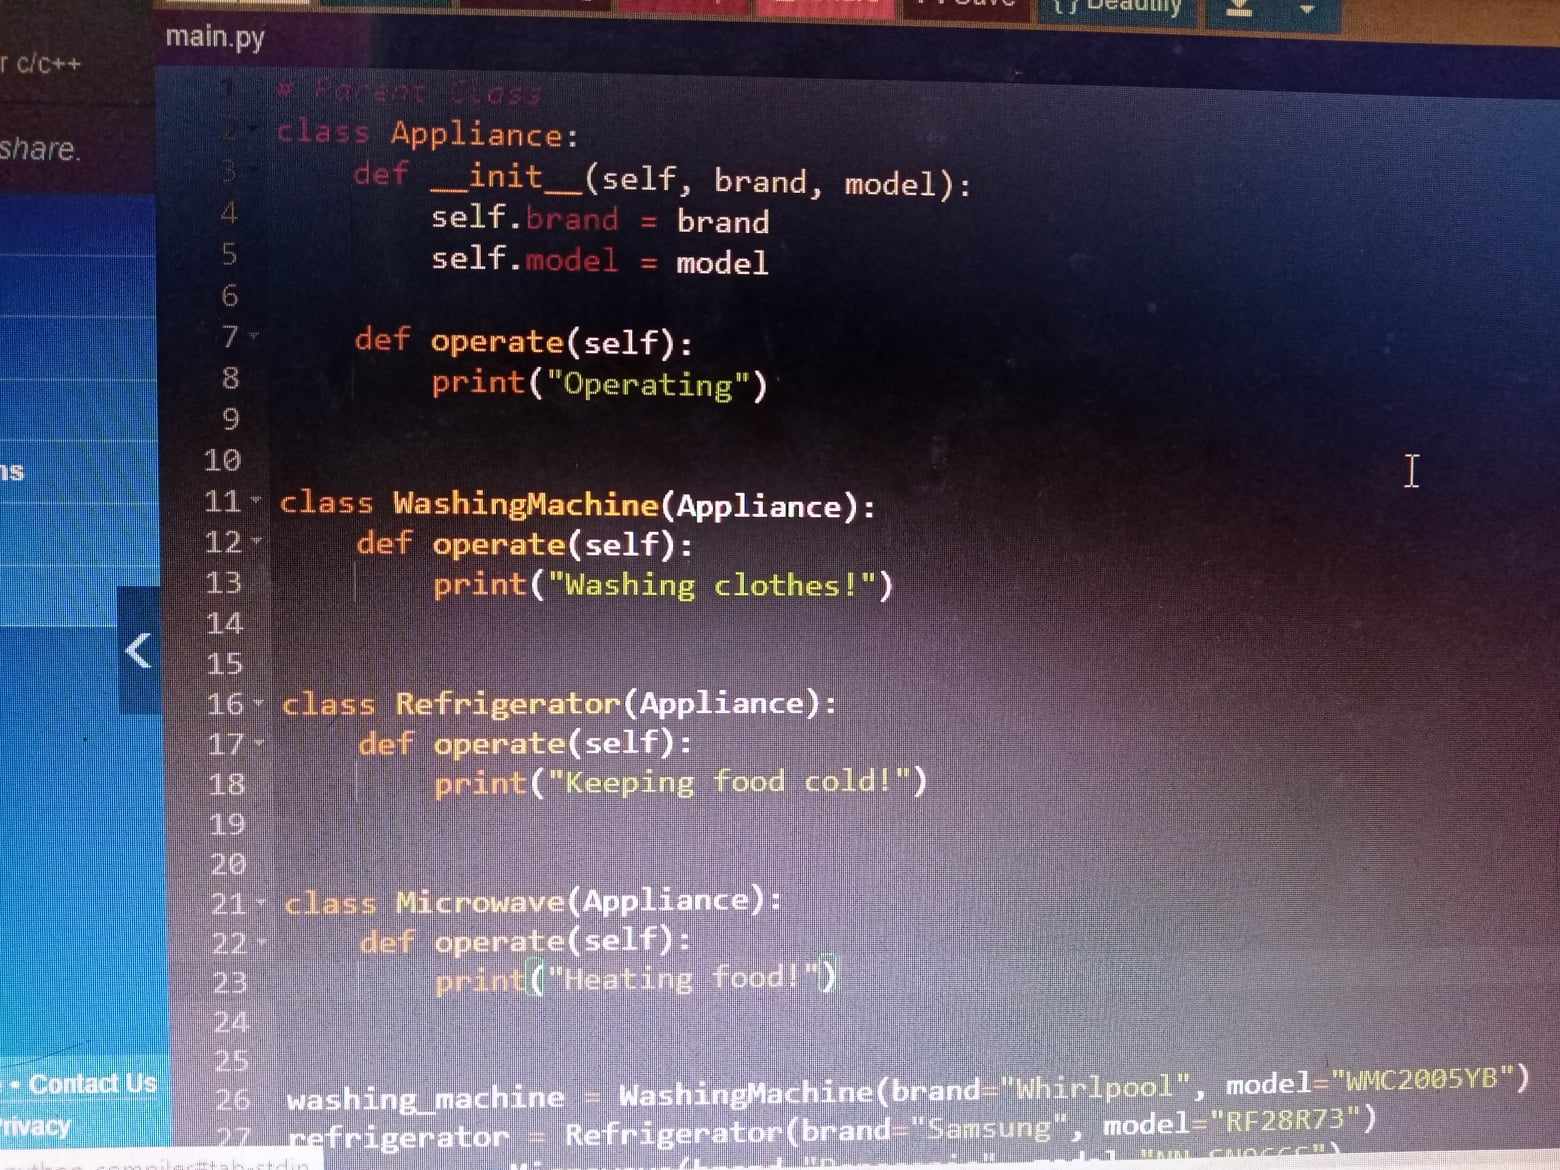 Beautify
main.py
r c/c++
share.
1 # Parent Class
2 class Appliance:
3 def __init__(self, brand, model):
4 self.brand = brand
5 self.model = model
6
7 def operate(self):
8 print("Operating")
9
10
11 class WashingMachine(Appliance):
12 def operate(self):
13 print("Washing clothes!")
14
15
16 class Refrigerator(Appliance):
17 def operate(self):
18 print("Keeping food cold!")
19
20
21 class Microwave(Appliance):
22 def operate(self):
23 print("Heating food!")
24
25
26 washing_machine = WashingMachine(brand="Whirlpool", model="WMC2005YB")
27 refrigerator = Refrigerator(brand="Samsung", model="RF28R73")
ns
• Contact Us
rivacy